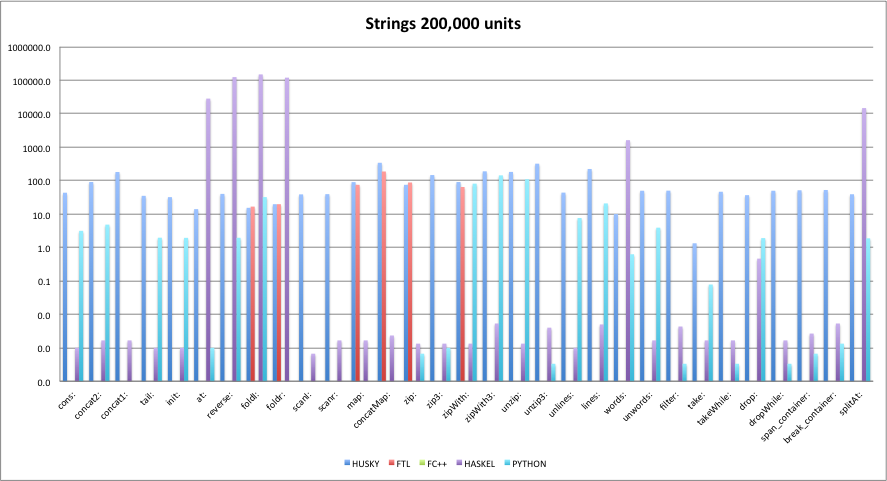 Strings 200,000 units
1000000.0
100000.0
10000.0
1000.0
100.0
10.0
1.0
0.1
0.0
0.0
0.0
cons:
concat2:
concat1:
tail:
init:
at:
reverse:
foldl:
foldr:
scanl:
scanr:
map:
concatMap:
zip:
zip3:
zipWith:
zipWith3:
unzip:
unzip3:
unlines:
lines:
words:
unwords:
filter:
take:
takeWhile:
drop:
dropWhile:
span_container:
break_container:
splitAt:
HUSKY FTL FC++ HASKEL PYTHON